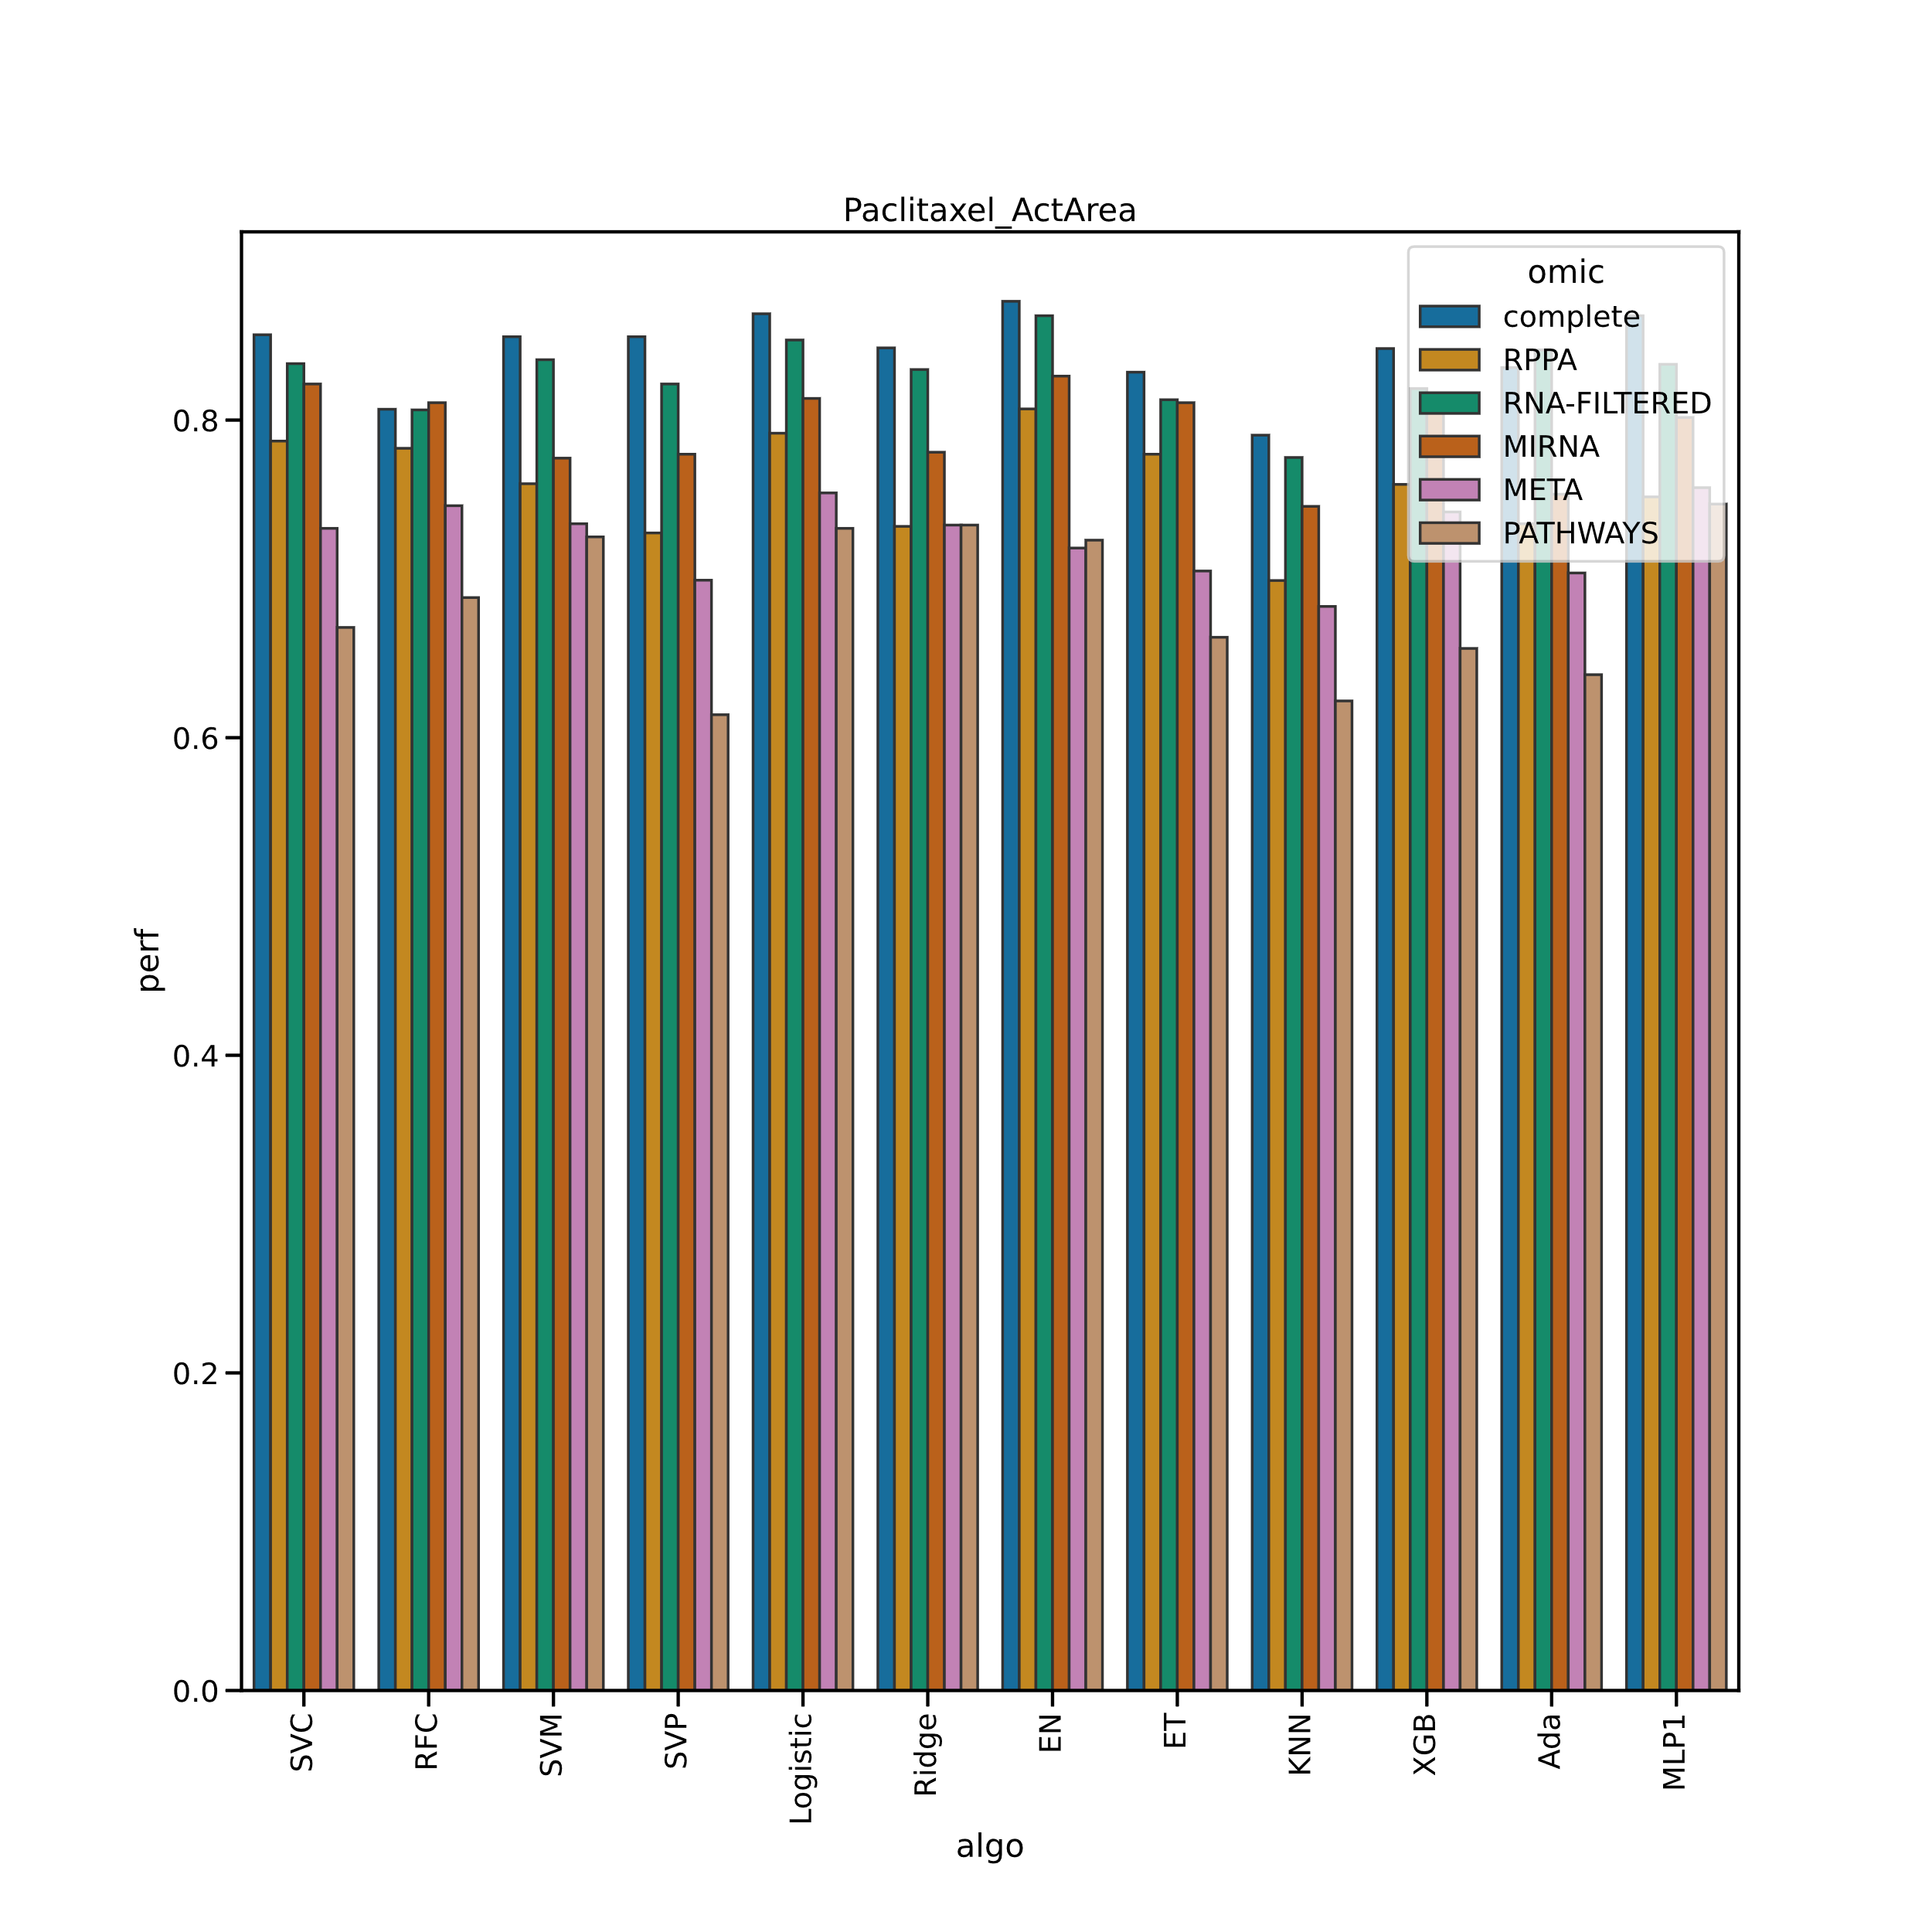 Paclitaxel_ActArea
omic
complete
RPPA
RNA-FILTERED
MIRNA
META
PATHWAYS
perf
0.8
0.6
0.4
0.2
0.0
SVC
RFC
SVM
SVP
Logistic
Ridge
EN
ET
KNN
XGB
Ada
MLP1
algo